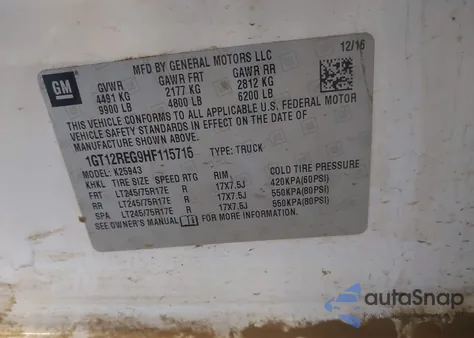 MFD BY GENERAL MOTORS LLC
12/16
GM
GVWR GAWR FRT GAWR RR
4491 KG 2177 KG 2812 KG
9900 LB 4800 LB 6200 LB
THIS VEHICLE CONFORMS TO ALL APPLICABLE U.S. FEDERAL MOTOR
VEHICLE SAFETY STANDARDS IN EFFECT ON THE DATE OF
MANUFACTURE SHOWN ABOVE.
1GT12REG9HF115715 TYPE: TRUCK
MODEL: K25943
KHKL TIRE SIZE SPEED RTG RIM COLD TIRE PRESSURE
FRT LT245/75R17E R 17X7.5J 420KPA(60PSI)
RR LT245/75R17E R 17X7.5J 550KPA(80PSI)
SPA LT245/75R17E R 17X7.5J 550KPA(80PSI)
SEE OWNER'S MANUAL FOR MORE INFORMATION.
autoSnap